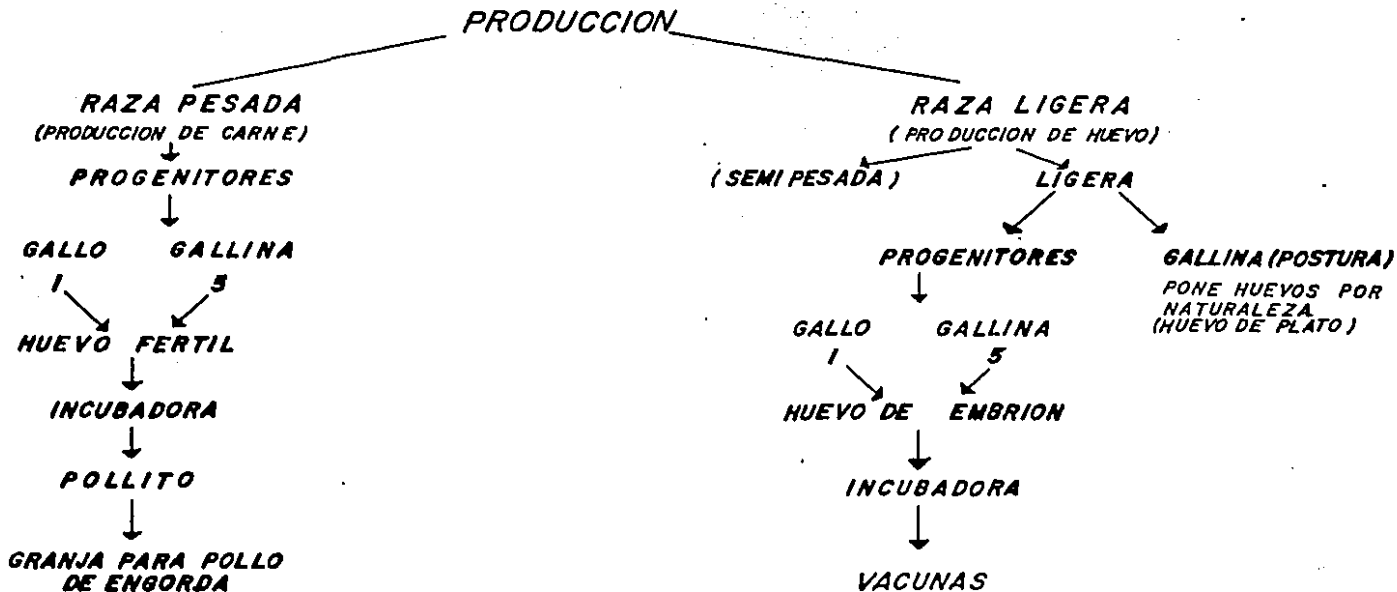 PRODUCCION
RAZA PESADA
(PRODUCCION DE CARNE)
PROGENITORES
GALLO GALLINA
1 5
HUEVO FERTIL
INCUBADORA
POLLITO
GRANJA PARA POLLO
DE ENGORDA
RAZA LIGERA
(PRODUCCION DE HUEVO)
(SEMIPESADA) LIGERA
PROGENITORES
GALLINA (POSTURA)
PONE HUEVOS POR
NATURALEZA
(HUEVO DE PLATO)
GALLO GALLINA
1 5
HUEVO DE EMBRION
INCUBADORA
VACUNAS